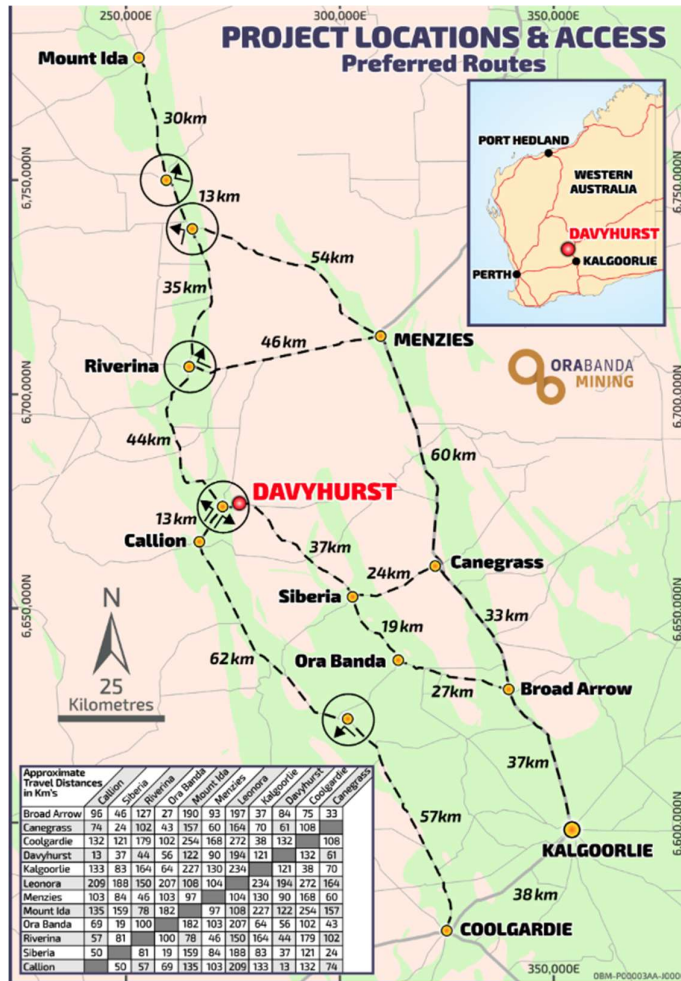 250,000E
300,000E
350,000E
PROJECT LOCATIONS & ACCESS
Preferred Routes
Mount Ida
30km
PORT HEDLAND
WESTERN
AUSTRALIA
DAVYHURST
KALGOORLIE
PERTH
6,750,000N
6,750,000N
13km
54km
35km
46km
MENZIES
Riverina
ORABANDA
MINING
6,700,000N
6,700,000N
44km
60km
DAVYHURST
13km
Callion
37km
24km
Canegrass
Siberia
N
33km
19km
6,650,000N
6,650,000N
62km
Ora Banda
25
Kilometres
27km
Broad Arrow
37km
57km
KALGOORLIE
6,600,000N
38km
COOLGARDIE
350,000E
Approximate
Travel Distances
in Km's
Callion Siberia Riverina Ora Banda Mount Ida Menzies Leonora Kalgoorlie Davyhurst Coolgardie Canegrass
Broad Arrow 96 46 127 27 190 93 197 37 84 75 33
Canegrass 74 24 102 43 157 60 164 70 61 108
Coolgardie 132 121 179 102 254 168 272 38 132 108
Davyhurst 13 37 44 56 122 90 194 121 132 61
Kalgoorlie 133 83 164 64 227 130 234 121 38 70
Leonora 209 188 150 207 108 104 234 194 272 164
Menzies 103 84 46 103 97 104 130 90 168 60
Mount Ida 135 159 78 182 97 108 227 122 254 157
Ora Banda 69 19 100 182 103 207 64 56 102 43
Riverina 57 81 100 78 46 150 164 44 179 102
Siberia 50 81 19 159 84 188 83 37 121 24
Callion 50 57 69 135 103 209 133 13 132 74